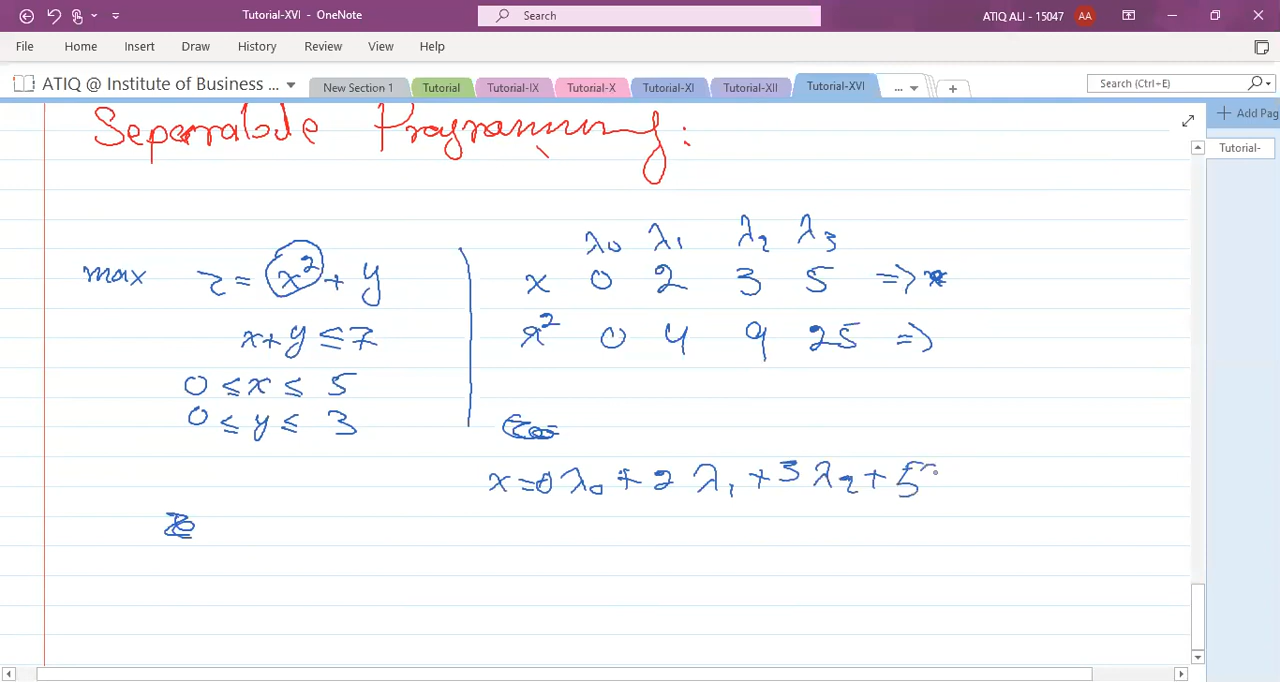 Tutorial-XVI - OneNote
Search
ATIQ ALI - 15047 AA
File Home Insert Draw History Review View Help
ATIQ @ Institute of Business ... New Section 1 Tutorial Tutorial-IX Tutorial-X Tutorial-XI Tutorial-XII Tutorial-XVI ... +
Search (Ctrl+E)
+ Add Pag
Tutorial-
Separable Programming:
max z = x² + y
x+y ≤ 7
0 ≤ x ≤ 5
0 ≤ y ≤ 3
λ0 λ1 λ2 λ3
x 0 2 3 5 => x
x² 0 4 9 25 =>
x = 0λ0 + 2λ1 + 3λ2 + 5